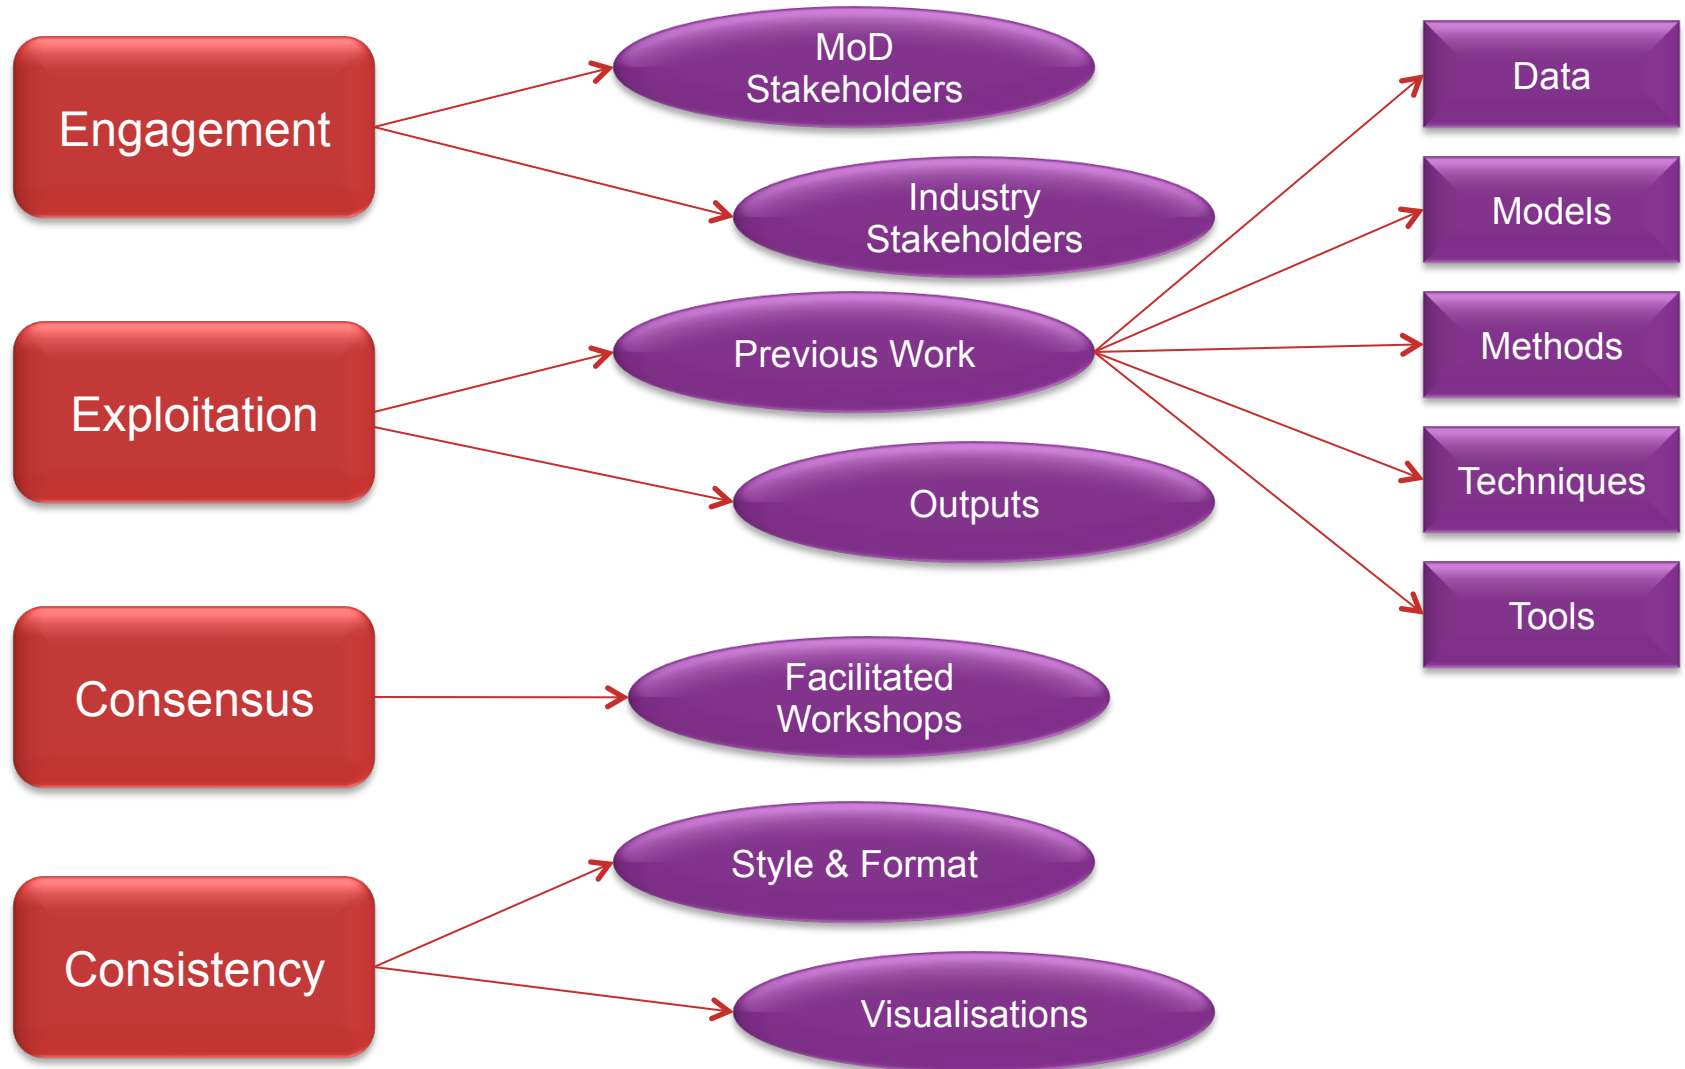 Engagement
MoD
Stakeholders
Industry
Stakeholders
Exploitation
Previous Work
Outputs
Data
Models
Methods
Techniques
Tools
Consensus
Facilitated
Workshops
Consistency
Style & Format
Visualisations